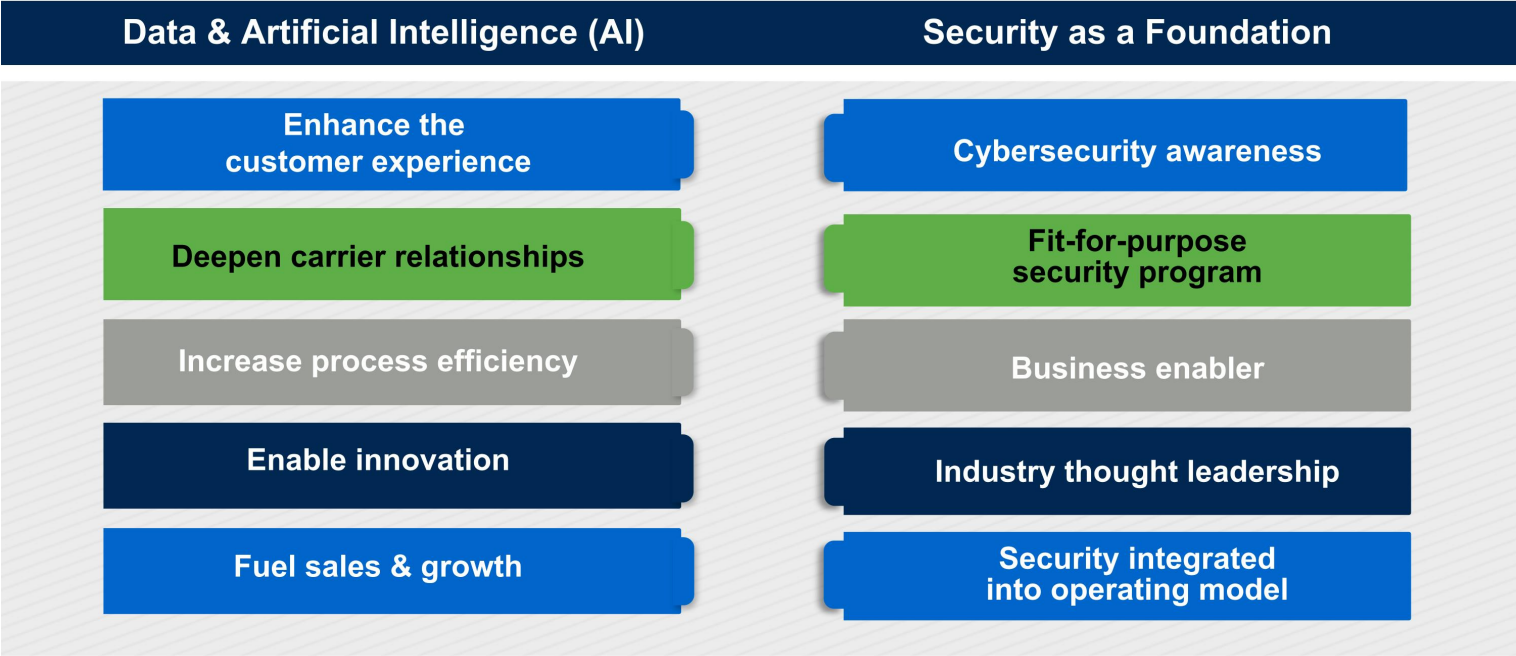 Data & Artificial Intelligence (AI)
Enhance the
customer experience
Deepen carrier relationships
Increase process efficiency
Enable innovation
Fuel sales & growth
Security as a Foundation
Cybersecurity awareness
Fit-for-purpose
security program
Business enabler
Industry thought leadership
Security integrated
into operating model